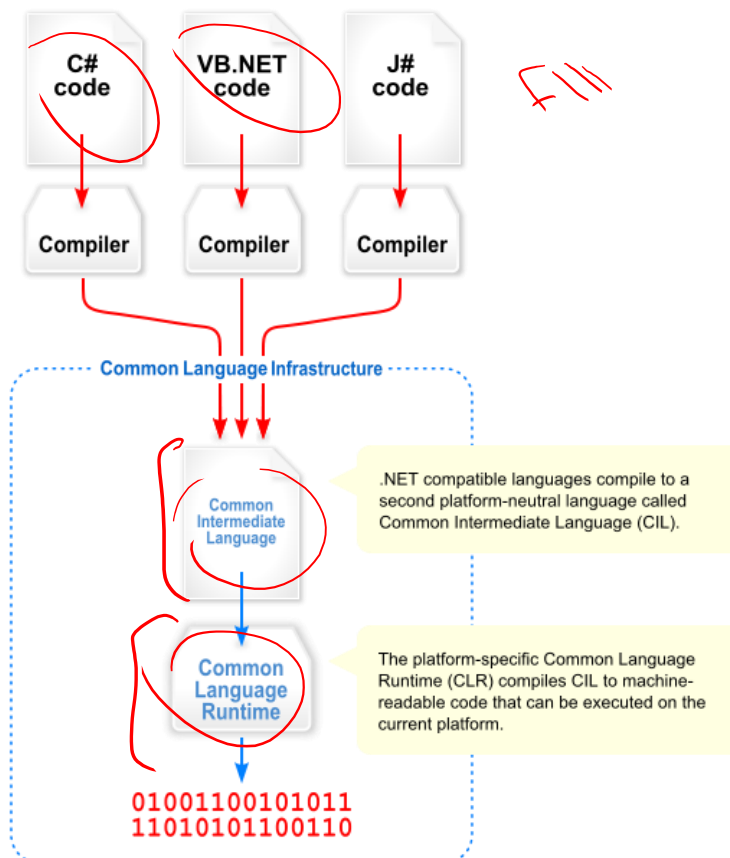 C#
code
VB.NET
code
J#
code
Compiler
Compiler
Compiler
Common Language Infrastructure
Common
Intermediate
Language
.NET compatible languages compile to a
second platform-neutral language called
Common Intermediate Language (CIL).
Common
Language
Runtime
The platform-specific Common Language
Runtime (CLR) compiles CIL to machine-
readable code that can be executed on the
current platform.
01001100101011
11010101100110